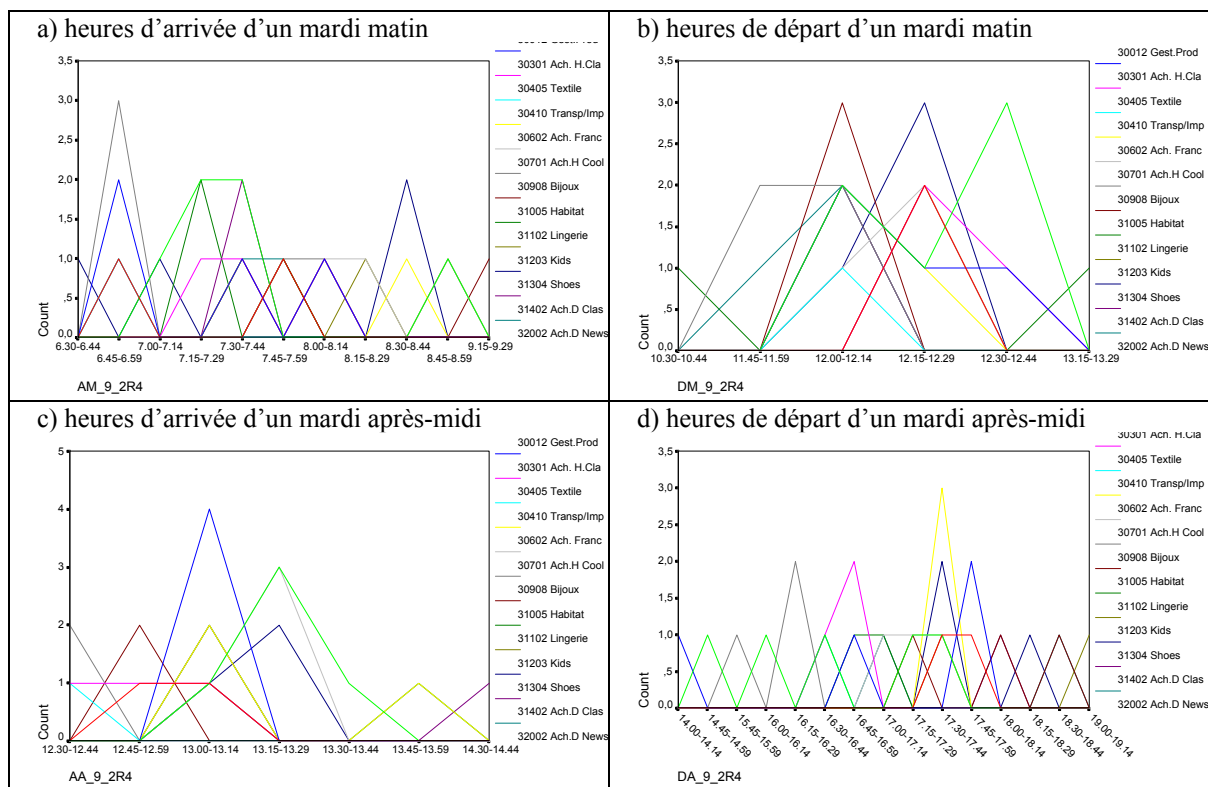 a) heures d'arrivée d'un mardi matin
3,5
3,0
2,5
2,0
1,5
1,0
,5
0,0
Count
6.30-6.44
6.45-6.59
7.00-7.14
7.15-7.29
7.30-7.44
7.45-7.59
8.00-8.14
8.15-8.29
8.30-8.44
8.45-8.59
9.15-9.29
AM_9_2R4
30012 Gest.Prod
30301 Ach. H.Cla
30405 Textile
30410 Transp/Imp
30602 Ach. Franc
30701 Ach.H Cool
30908 Bijoux
31005 Habitat
31102 Lingerie
31203 Kids
31304 Shoes
31402 Ach.D Clas
32002 Ach.D News
b) heures de départ d'un mardi matin
3,5
3,0
2,5
2,0
1,5
1,0
,5
0,0
Count
10.30-10.44
11.45-11.59
12.00-12.14
12.15-12.29
12.30-12.44
13.15-13.29
DM_9_2R4
30012 Gest.Prod
30301 Ach. H.Cla
30405 Textile
30410 Transp/Imp
30602 Ach. Franc
30701 Ach.H Cool
30908 Bijoux
31005 Habitat
31102 Lingerie
31203 Kids
31304 Shoes
31402 Ach.D Clas
32002 Ach.D News
c) heures d'arrivée d'un mardi après-midi
5
4
3
2
1
0
Count
12.30-12.44
12.45-12.59
13.00-13.14
13.15-13.29
13.30-13.44
13.45-13.59
14.30-14.44
AA_9_2R4
30012 Gest.Prod
30301 Ach. H.Cla
30405 Textile
30410 Transp/Imp
30602 Ach. Franc
30701 Ach.H Cool
30908 Bijoux
31005 Habitat
31102 Lingerie
31203 Kids
31304 Shoes
31402 Ach.D Clas
32002 Ach.D News
d) heures de départ d'un mardi après-midi
3,5
3,0
2,5
2,0
1,5
1,0
,5
0,0
Count
14.00-14.14
14.45-14.59
15.45-15.59
16.00-16.14
16.15-16.29
16.30-16.44
16.45-16.59
17.00-17.14
17.15-17.29
17.30-17.44
17.45-17.59
18.00-18.14
18.15-18.29
18.30-18.44
19.00-19.14
DA_9_2R4
30301 Ach. H.Cla
30405 Textile
30410 Transp/Imp
30602 Ach. Franc
30701 Ach.H Cool
30908 Bijoux
31005 Habitat
31102 Lingerie
31203 Kids
31304 Shoes
31402 Ach.D Clas
32002 Ach.D News